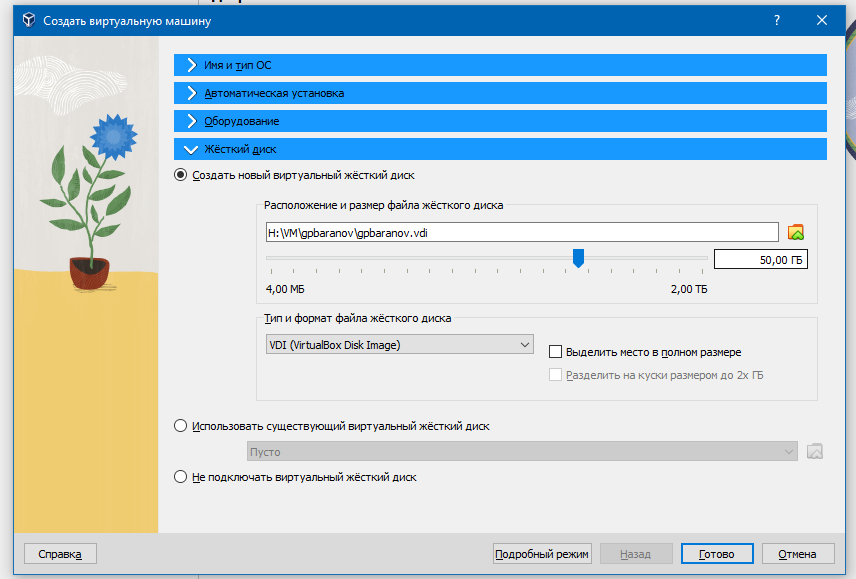 Создать виртуальную машину
?
Имя и тип ОС
Автоматическая установка
Оборудование
Жёсткий диск
Создать новый виртуальный жёсткий диск
Расположение и размер файла жёсткого диска
H:\VM\gpbaranov\gpbaranov.vdi
50,00 ГБ
4,00 МБ 2,00 ТБ
Тип и формат файла жёсткого диска
VDI (VirtualBox Disk Image)
Выделить место в полном размере
Разделить на куски размером до 2х ГБ
Использовать существующий виртуальный жёсткий диск
Пусто
Не подключать виртуальный жёсткий диск
Справка Подробный режим Назад Готово Отмена